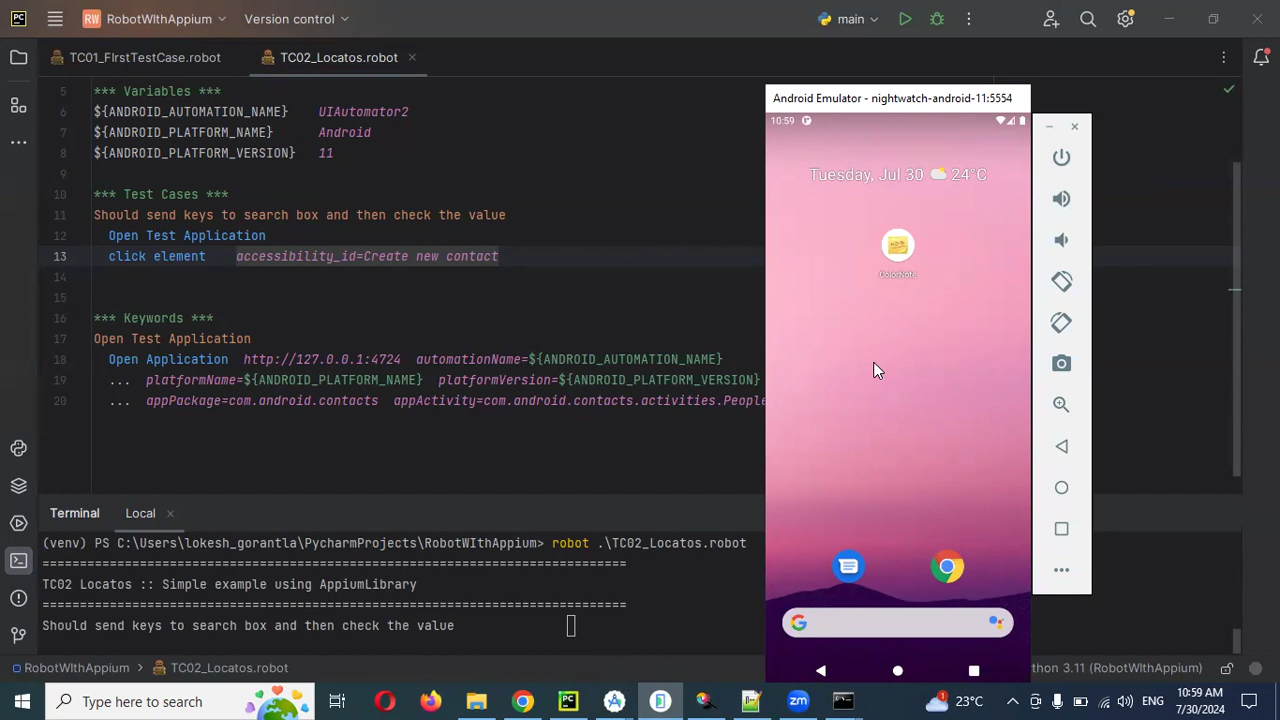 PC
RW RobotWIthAppium
Version control
main
TC01_FIrstTestCase.robot
TC02_Locatos.robot
5 *** Variables ***
6 ${ANDROID_AUTOMATION_NAME} UIAutomator2
7 ${ANDROID_PLATFORM_NAME} Android
8 ${ANDROID_PLATFORM_VERSION} 11
9
10 *** Test Cases ***
11 Should send keys to search box and then check the value
12 Open Test Application
13 click element accessibility_id=Create new contact
14
15
16 *** Keywords ***
17 Open Test Application
18 Open Application http://127.0.0.1:4724 automationName=${ANDROID_AUTOMATION_NAME}
19 ... platformName=${ANDROID_PLATFORM_NAME} platformVersion=${ANDROID_PLATFORM_VERSION}
20 ... appPackage=com.android.contacts appActivity=com.android.contacts.activities.People
Android Emulator - nightwatch-android-11:5554
10:59
Tuesday, Jul 30 24°C
ColorNote
Terminal
Local
(venv) PS C:\Users\lokesh_gorantla\PycharmProjects\RobotWIthAppium> robot .\TC02_Locatos.robot
==============================================================================
TC02 Locatos :: Simple example using AppiumLibrary
==============================================================================
Should send keys to search box and then check the value
RobotWIthAppium > TC02_Locatos.robot
thon 3.11 (RobotWIthAppium)
Type here to search
PC
zm
1
23°C
ENG
10:59 AM
7/30/2024